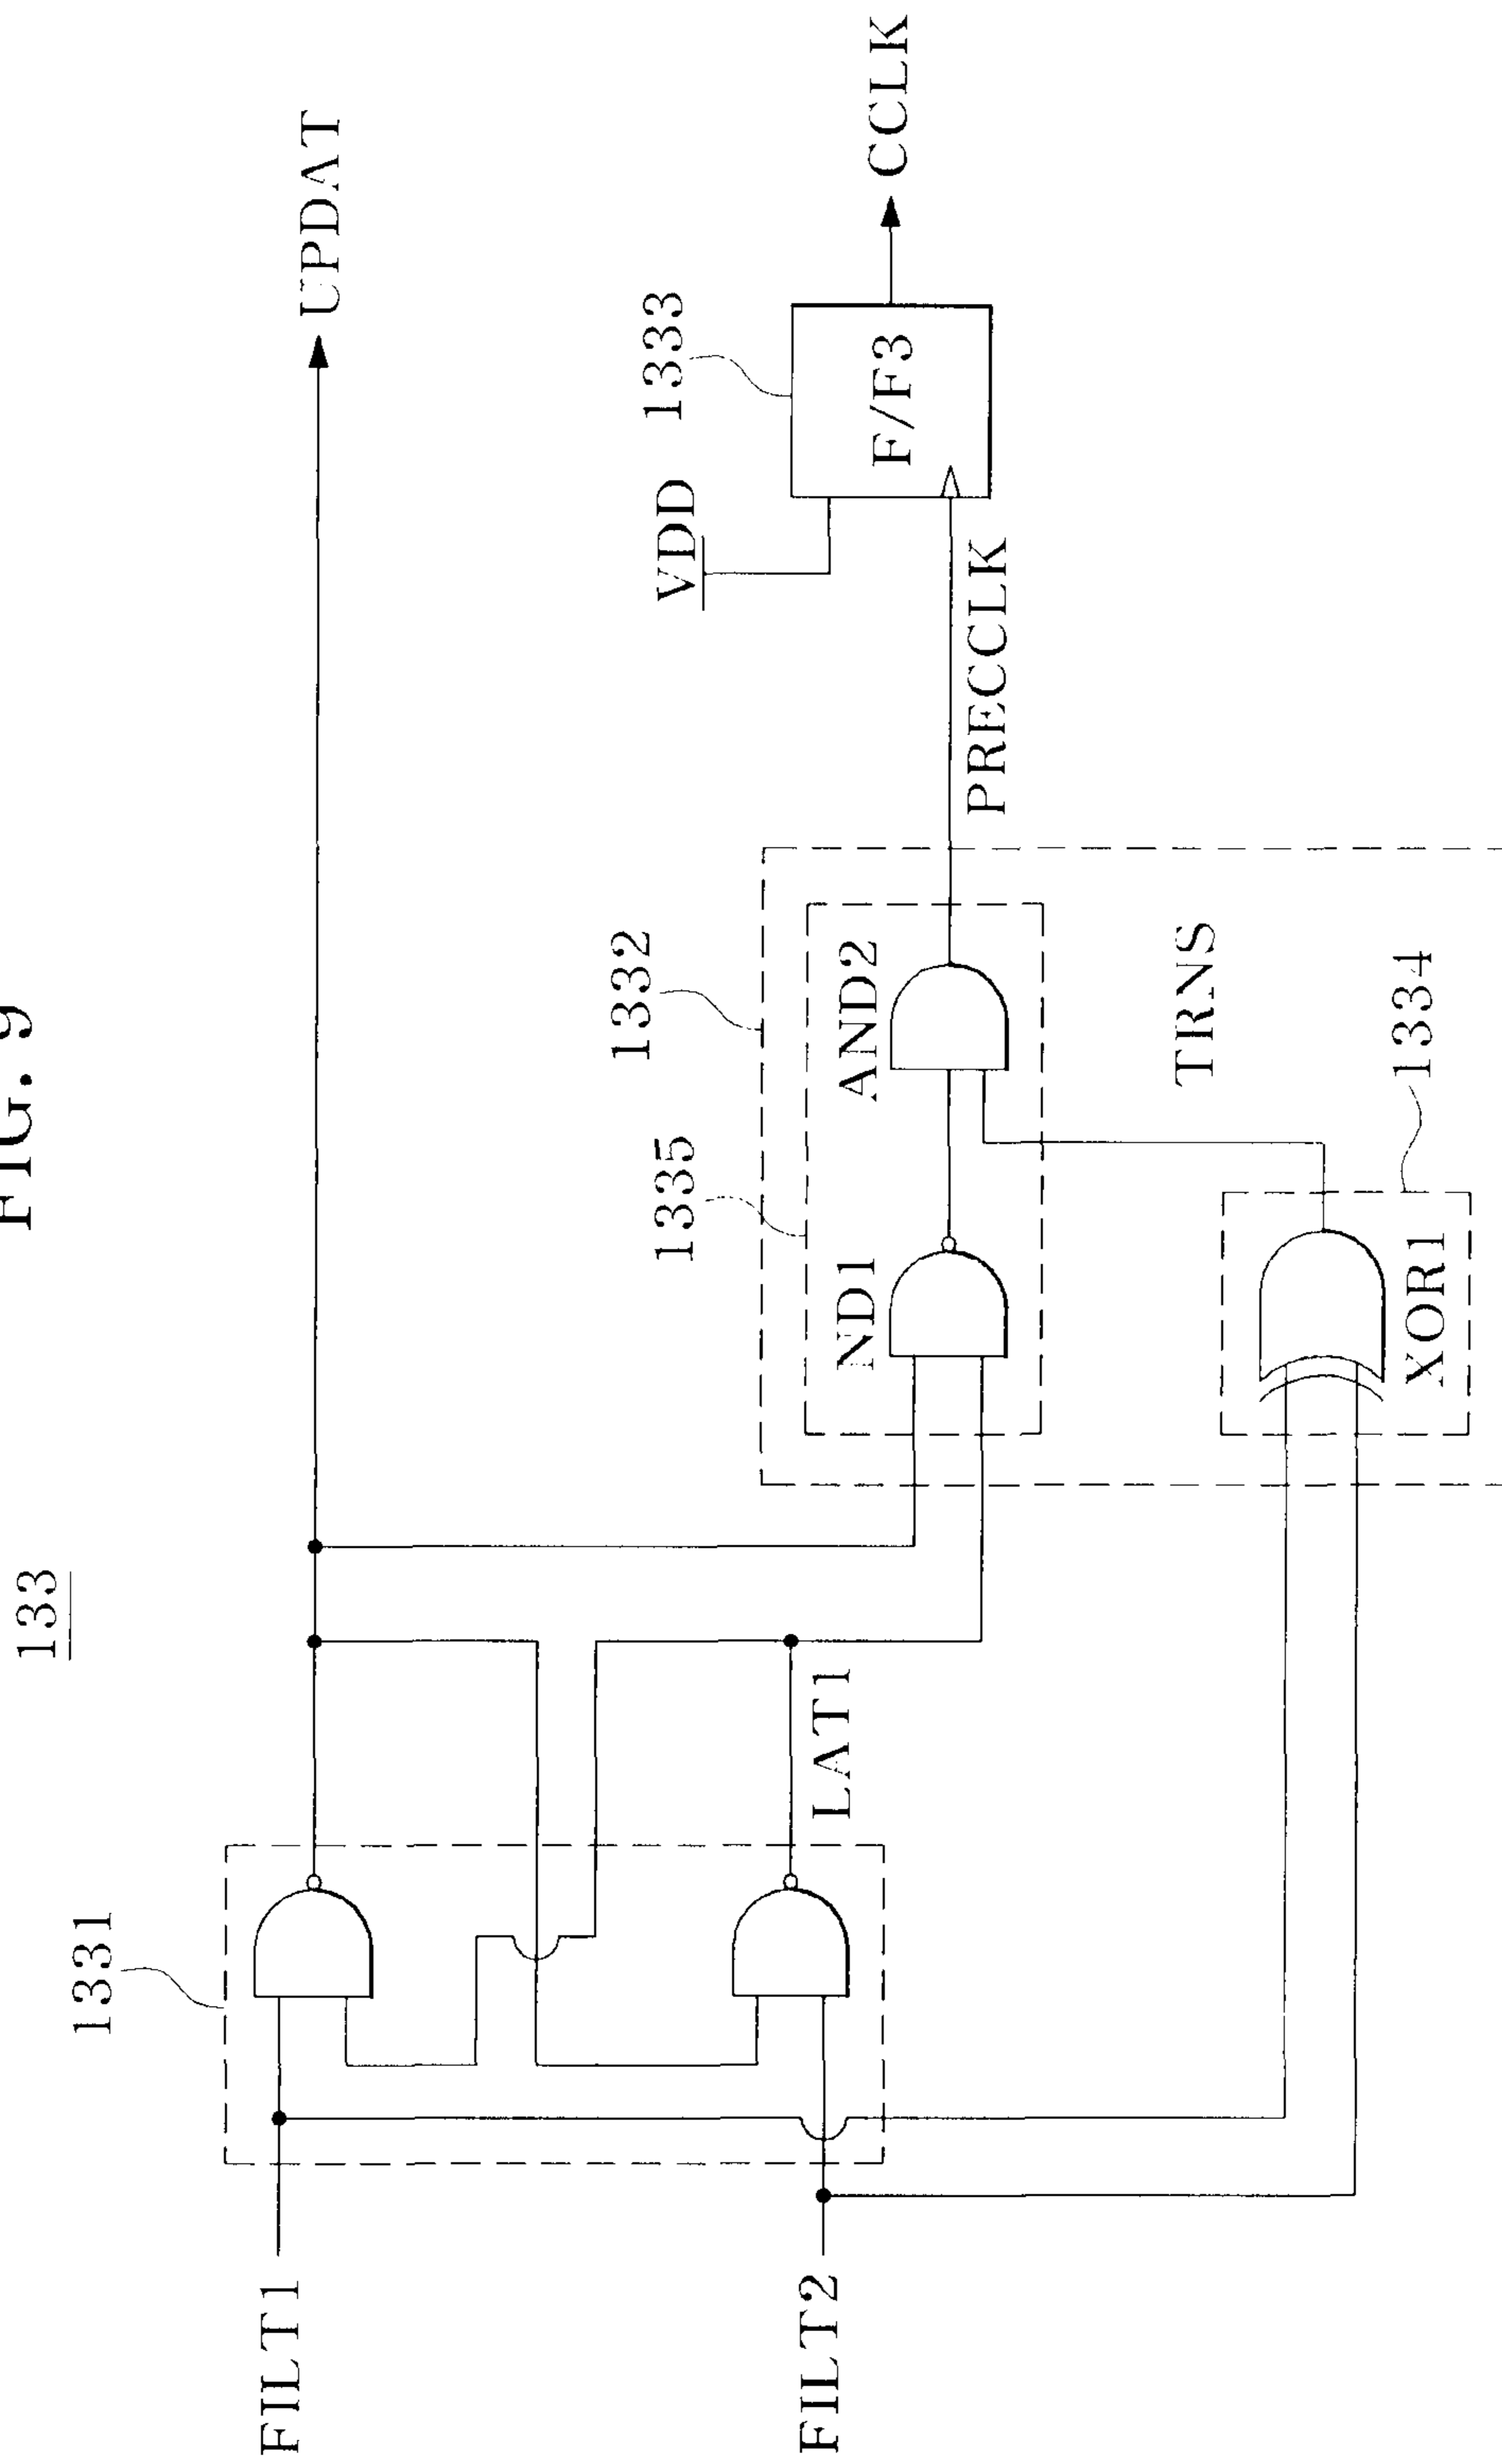 FIG. 9
133
1331
FILT1
FILT2
LAT1
UPDAT
1332
1335
ND1
AND2
TRNS
XOR1
1334
PRECCLK
VDD
1333
F/F3
CCLK